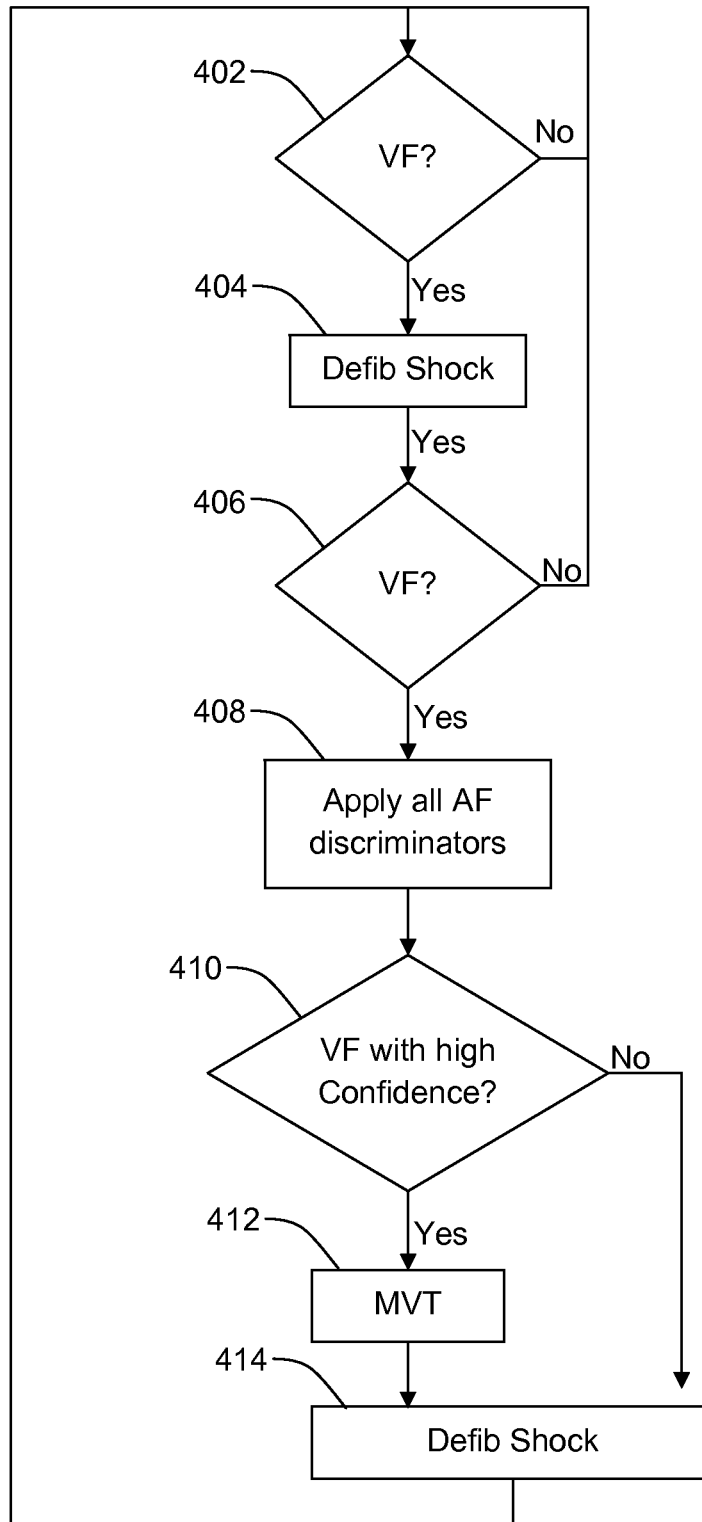 402
VF?
No
404
Yes
Defib Shock
Yes
406
VF?
No
408
Yes
Apply all AF
discriminators
410
VF with high
Confidence?
No
412
Yes
MVT
414
Defib Shock